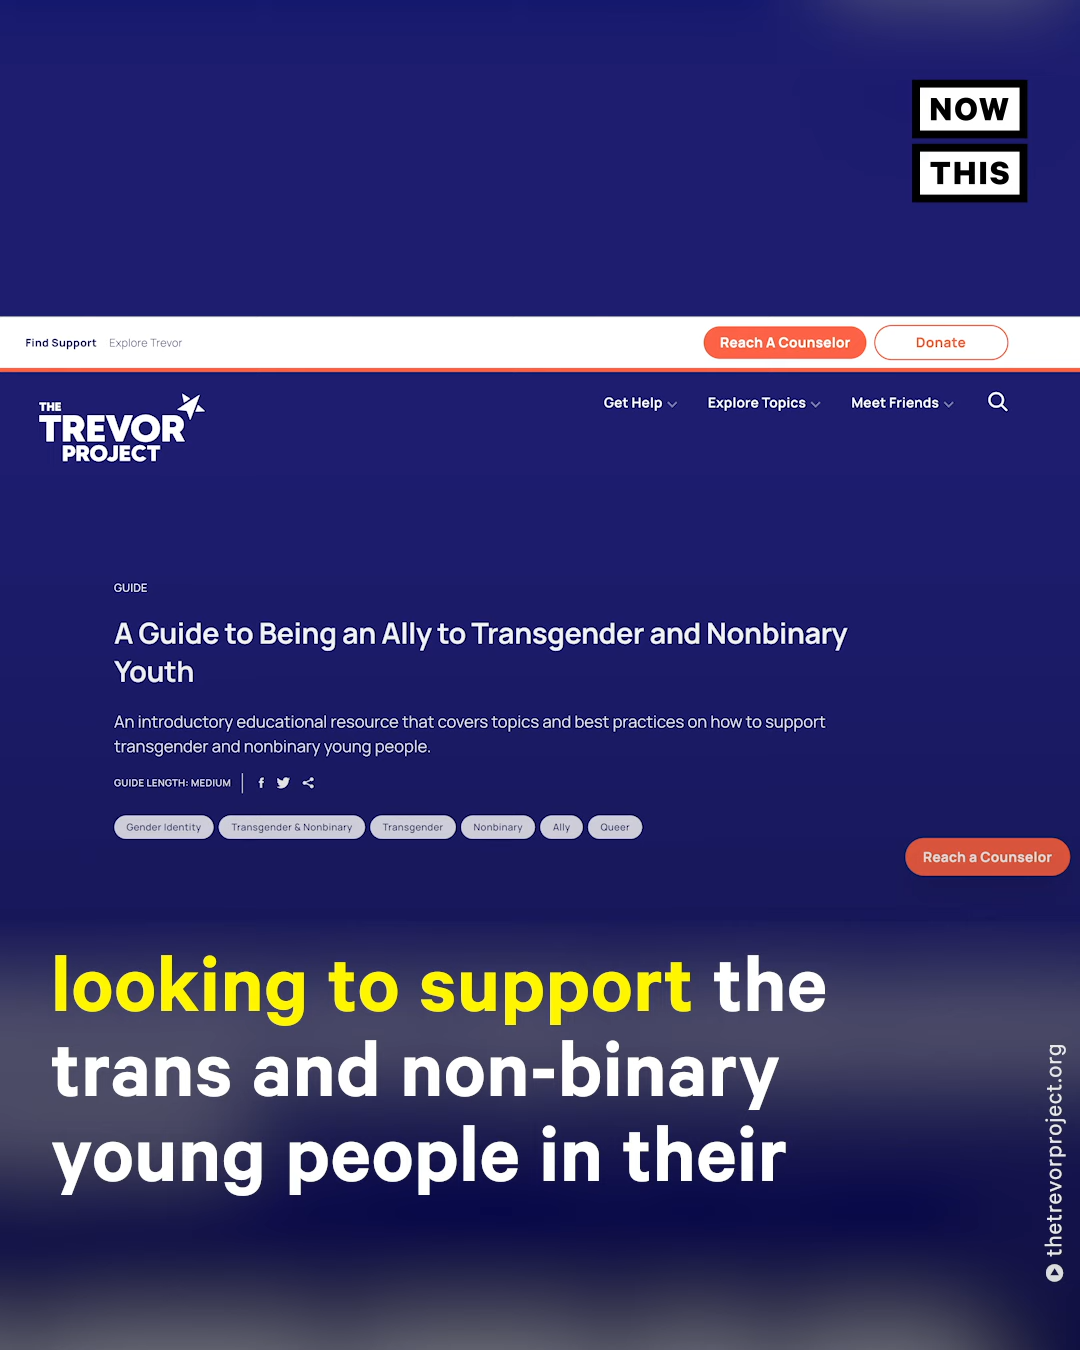 NOW
THIS
Find Support Explore Trevor Reach A Counselor Donate
THE
TREVOR
PROJECT
Get Help Explore Topics Meet Friends
GUIDE
A Guide to Being an Ally to Transgender and Nonbinary
Youth
An introductory educational resource that covers topics and best practices on how to support
transgender and nonbinary young people.
GUIDE LENGTH: MEDIUM
Gender Identity Transgender & Nonbinary Transgender Nonbinary Ally Queer
Reach a Counselor
looking to support the
trans and non-binary
young people in their
thetrevorproject.org